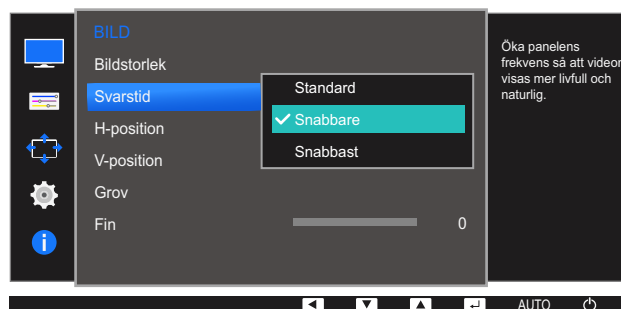 BILD
Bildstorlek
Svarstid
H-position
V-position
Grov
Fin
Standard
Snabbare
Snabbast
0
Öka panelens
frekvens så att videor
visas mer livfull och
naturlig.
AUTO